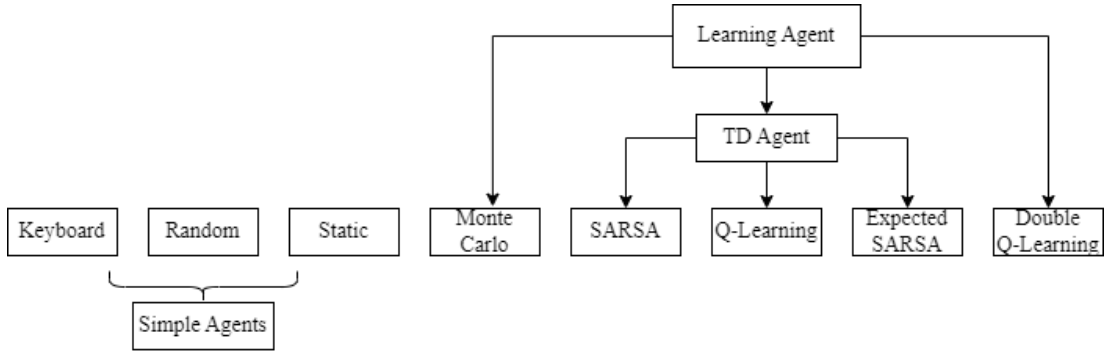 Learning Agent
TD Agent
Keyboard
Random
Static
Monte
Carlo
SARSA
Q-Learning
Expected
SARSA
Double
Q-Learning
Simple Agents